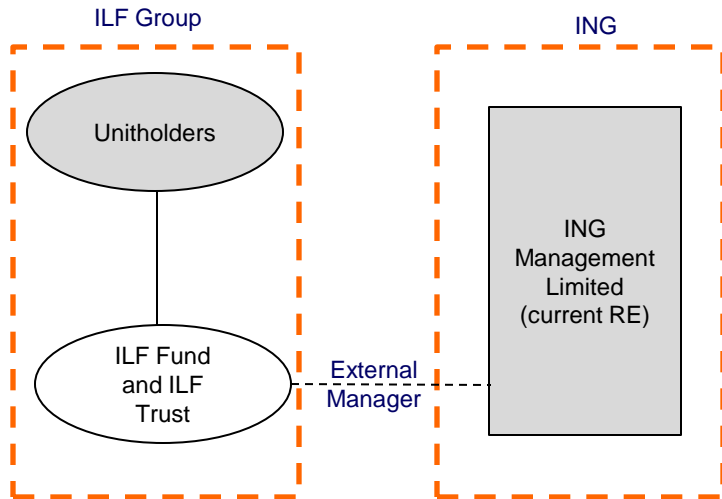 ILF Group
ING
Unitholders
ING
Management
Limited
(current RE)
ILF Fund
and ILF
Trust
External
Manager